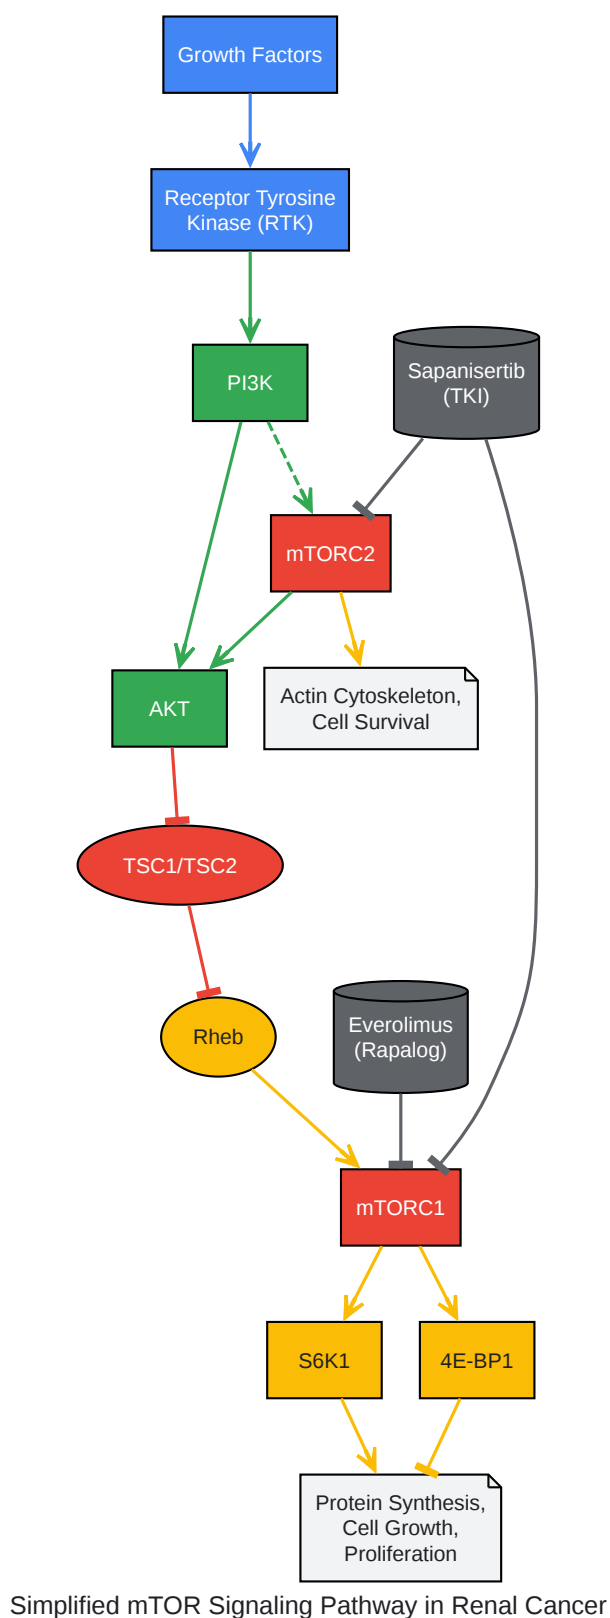 Growth Factors
Receptor Tyrosine
Kinase (RTK)
PI3K
Sapanisertib
(TKI)
mTORC2
Actin Cytoskeleton,
Cell Survival
AKT
TSC1/TSC2
Rheb
Everolimus
(Rapalog)
mTORC1
S6K1
4E-BP1
Protein Synthesis,
Cell Growth,
Proliferation
Simplified mTOR Signaling Pathway in Renal Cancer